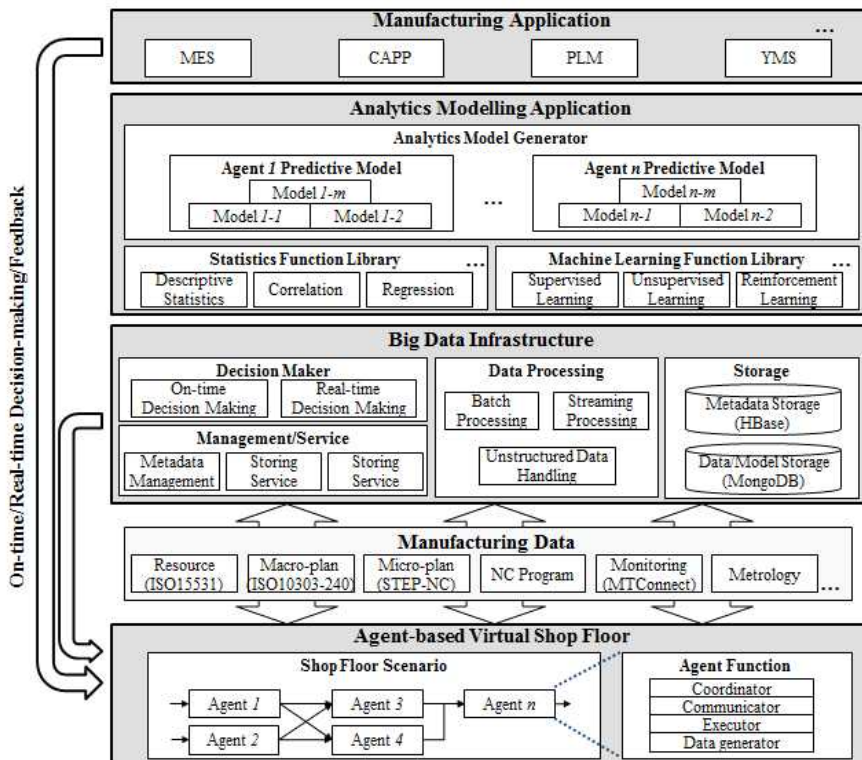 On-time/Real-time Decision-making/Feedback
Manufacturing Application
...
MES
CAPP
PLM
YMS
Analytics Modelling Application
Analytics Model Generator
Agent 1 Predictive Model
Model 1-m
Model 1-1
Model 1-2
...
Agent n Predictive Model
Model n-m
Model n-1
Model n-2
Statistics Function Library
...
Descriptive
Statistics
Correlation
Regression
Machine Learning Function Library
...
Supervised
Learning
Unsupervised
Learning
Reinforcement
Learning
Big Data Infrastructure
Decision Maker
On-time
Decision Making
Real-time
Decision Making
Management/Service
Metadata
Management
Storing
Service
Storing
Service
Data Processing
Batch
Processing
Streaming
Processing
Unstructured Data
Handling
Storage
Metadata Storage
(HBase)
Data/Model Storage
(MongoDB)
Manufacturing Data
Resource
(ISO15531)
Macro-plan
(ISO10303-240)
Micro-plan
(STEP-NC)
NC Program
Monitoring
(MTConnect)
Metrology
...
Agent-based Virtual Shop Floor
Shop Floor Scenario
Agent 1
Agent 2
Agent 3
Agent 4
Agent n
Agent Function
Coordinator
Communicator
Executor
Data generator